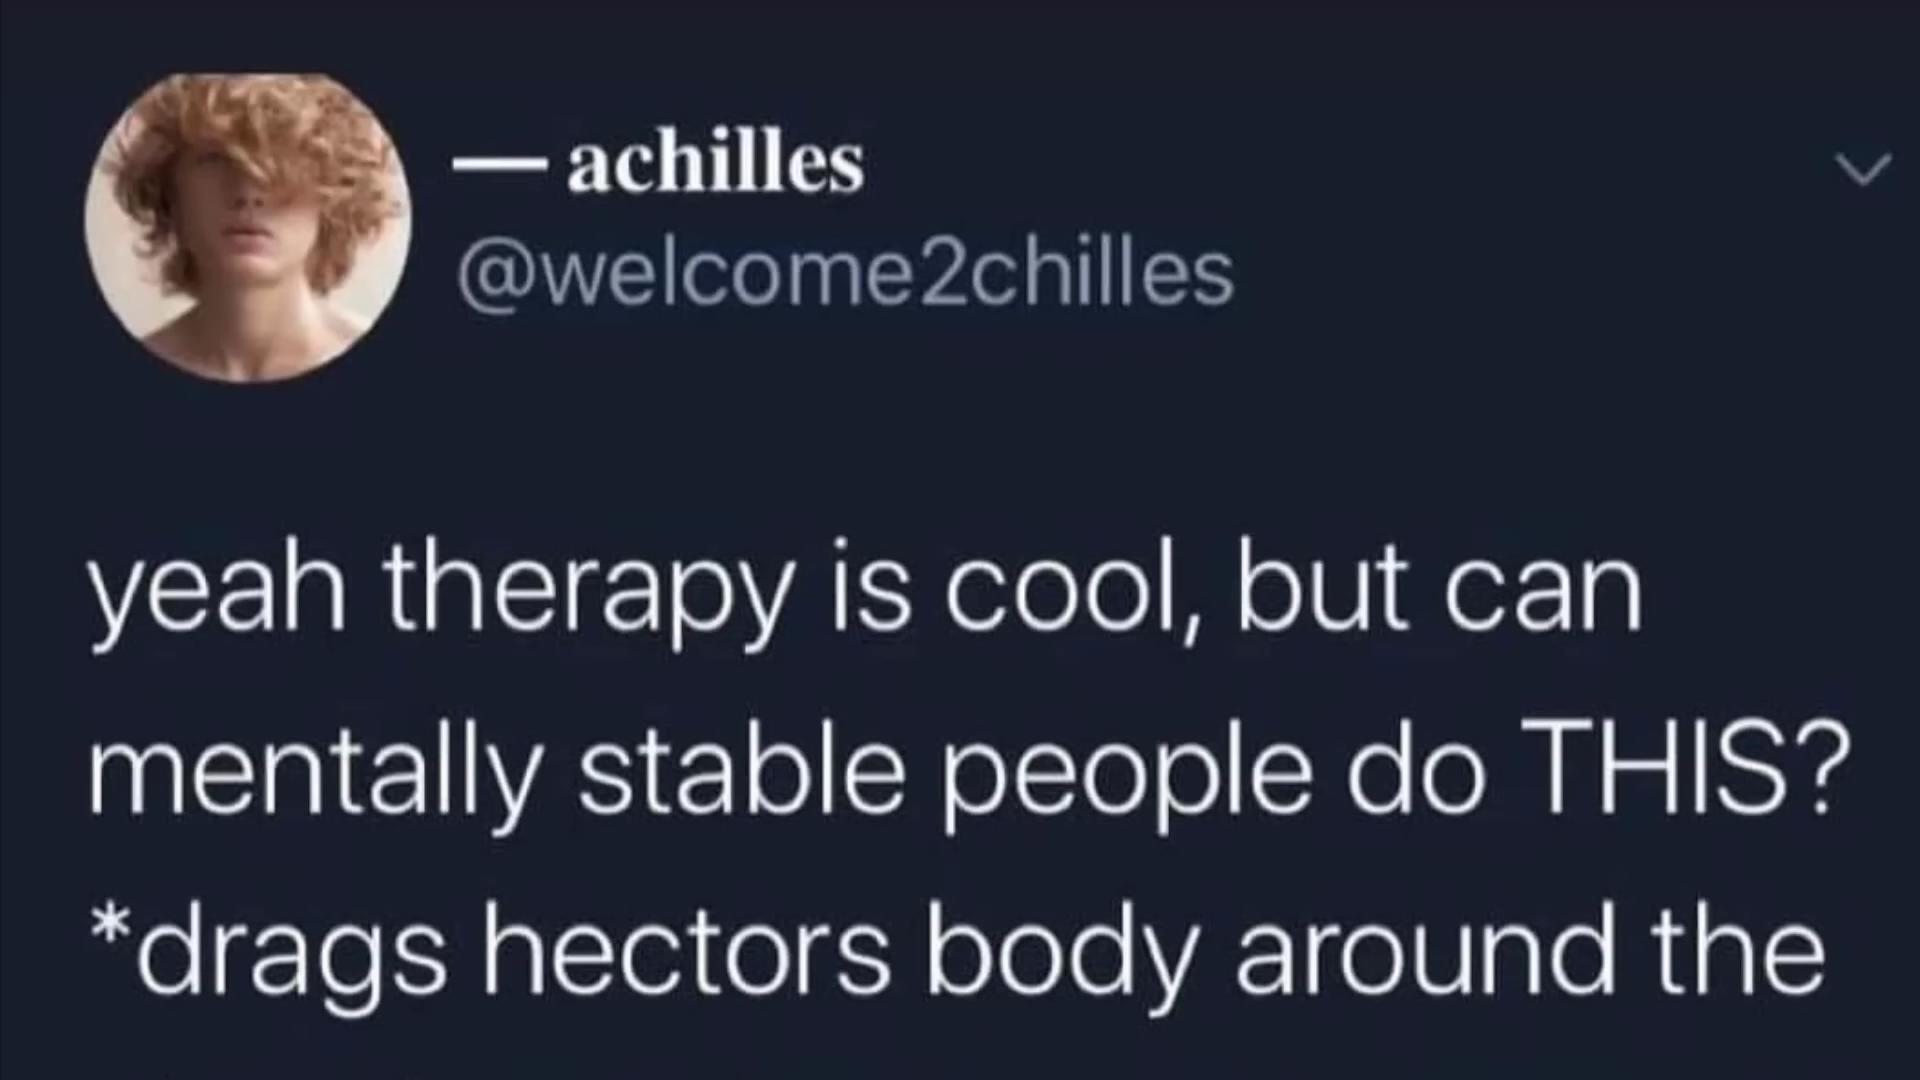 — achilles
@welcome2chilles
yeah therapy is cool, but can
mentally stable people do THIS?
*drags hectors body around the